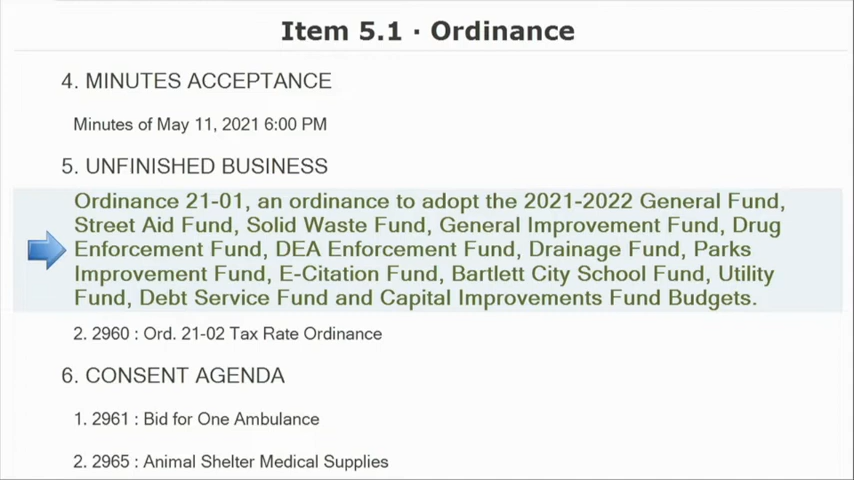 Item 5.1 · Ordinance
4. MINUTES ACCEPTANCE
Minutes of May 11, 2021 6:00 PM
5. UNFINISHED BUSINESS
Ordinance 21-01, an ordinance to adopt the 2021-2022 General Fund,
Street Aid Fund, Solid Waste Fund, General Improvement Fund, Drug
Enforcement Fund, DEA Enforcement Fund, Drainage Fund, Parks
Improvement Fund, E-Citation Fund, Bartlett City School Fund, Utility
Fund, Debt Service Fund and Capital Improvements Fund Budgets.
2. 2960 : Ord. 21-02 Tax Rate Ordinance
6. CONSENT AGENDA
1. 2961 : Bid for One Ambulance
2. 2965 : Animal Shelter Medical Supplies